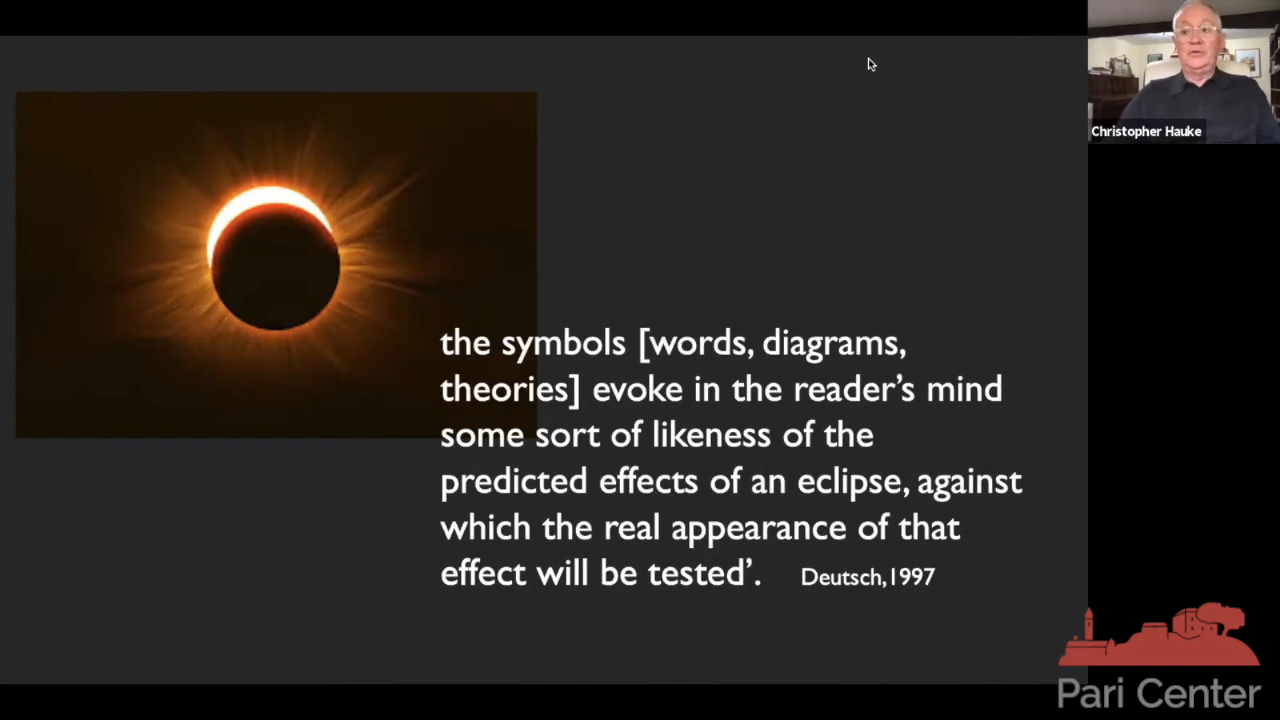 Christopher Hauke
the symbols [words, diagrams,
theories] evoke in the reader’s mind
some sort of likeness of the
predicted effects of an eclipse, against
which the real appearance of that
effect will be tested’. Deutsch,1997
Pari Center